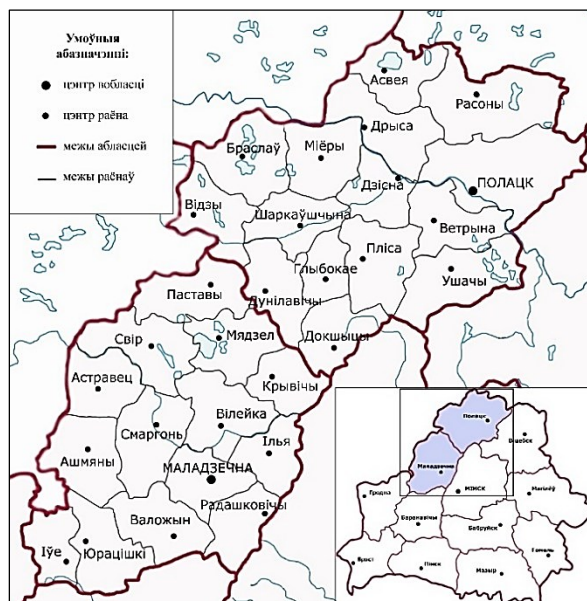 Умоўныя
абазначэнні:
цэнтр вобласці
цэнтр раёна
межы абласцей
межы раёнаў
Асвея
Расоны
Дрыса
Браслаў
Міёры
Дзісна
ПОЛАЦК
Відзы
Шаркаўшчына
Ветрына
Пліса
Глыбокае
Ушачы
Паставы
Дунілавічы
Докшыцы
Свір
Мядзел
Крывічы
Астравец
Вілейка
Смаргонь
Ілья
Ашмяны
МАЛАДЗЕЧНА
Радашковічы
Валожын
Іўе
Юрацішкі
Полацк
Віцебск
Маладзечна
МІНСК
Магілёў
Гродна
Баранавічы
Бабруйск
Брэст
Пінск
Мазыр
Гомель